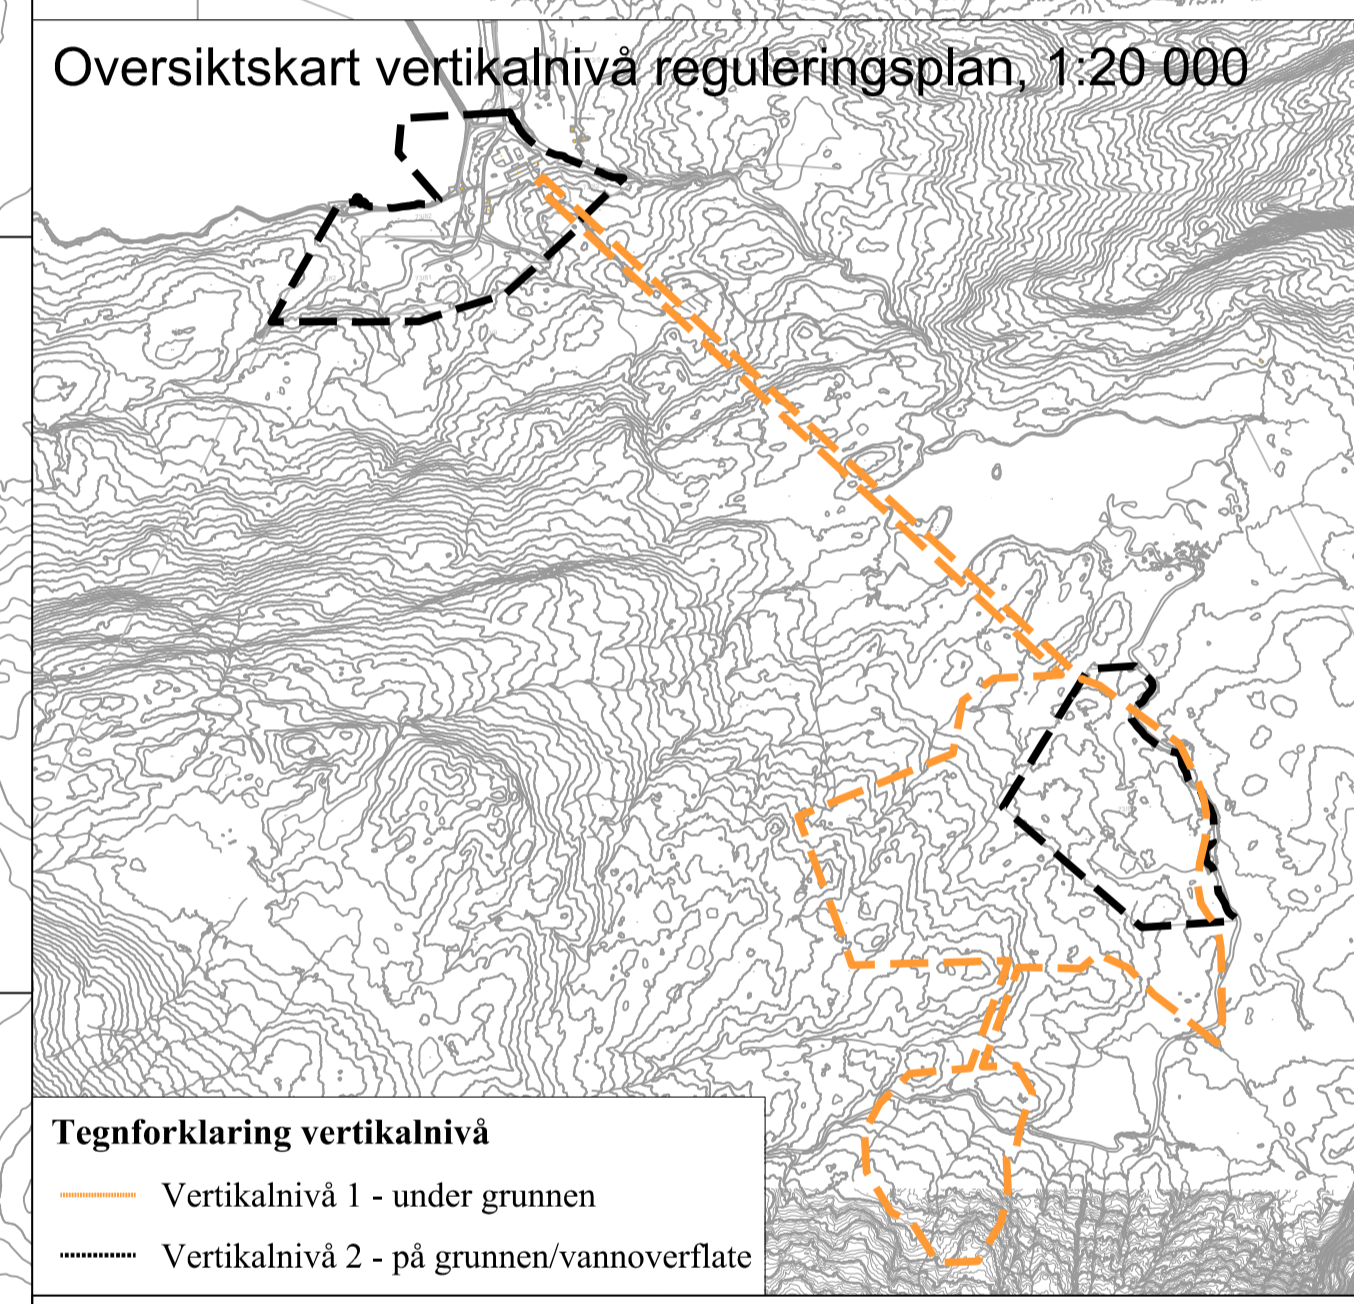 Oversiktskart vertikalnivå reguleringsplan, 1:20 000
Tegnforklaring vertikalnivå
Vertikalnivå 1 - under grunnen
Vertikalnivå 2 - på grunnen/vannoverflate